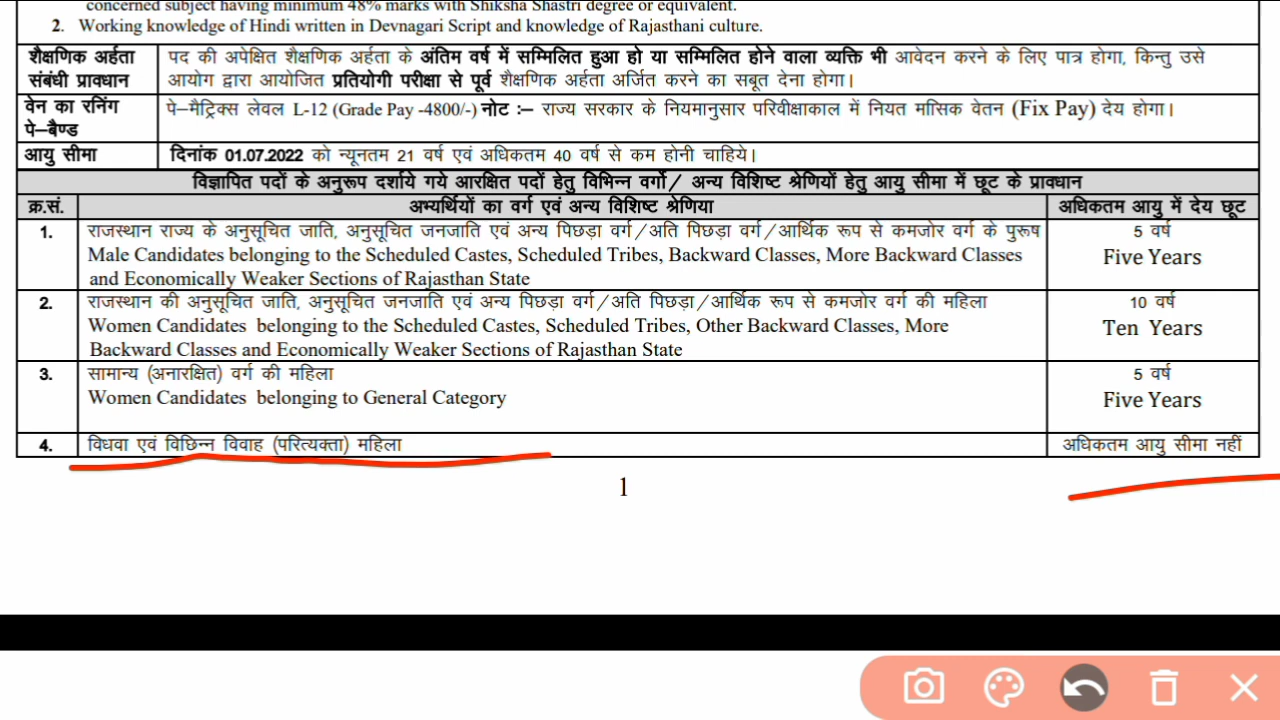 concerned subject having minimum 48% marks with Shiksha Shastri degree or equivalent.
2. Working knowledge of Hindi written in Devnagari Script and knowledge of Rajasthani culture.
शैक्षणिक अर्हता संबंधी प्रावधान
पद की अपेक्षित शैक्षणिक अर्हता के अंतिम वर्ष में सम्मिलित हुआ हो या सम्मिलित होने वाला व्यक्ति भी आवेदन करने के लिए पात्र होगा, किन्तु उसे
आयोग द्वारा आयोजित प्रतियोगी परीक्षा से पूर्व शैक्षणिक अर्हता अर्जित करने का सबूत देना होगा।
वेन का रनिंग पे–बैण्ड
पे–मैट्रिक्स लेवल L-12 (Grade Pay -4800/-) नोट :– राज्य सरकार के नियमानुसार परिवीक्षाकाल में नियत मासिक वेतन (Fix Pay) देय होगा।
आयु सीमा दिनांक 01.07.2022 को न्यूनतम 21 वर्ष एवं अधिकतम 40 वर्ष से कम होनी चाहिये।
विज्ञापित पदों के अनुरूप दर्शाये गये आरक्षित पदों हेतु विभिन्न वर्गो/ अन्य विशिष्ट श्रेणियों हेतु आयु सीमा में छूट के प्रावधान
क्र.सं. अभ्यर्थियों का वर्ग एवं अन्य विशिष्ट श्रेणिया अधिकतम आयु में देय छूट
1. राजस्थान राज्य के अनुसूचित जाति, अनुसूचित जनजाति एवं अन्य पिछड़ा वर्ग/अति पिछड़ा वर्ग/आर्थिक रूप से कमजोर वर्ग के पुरूष 5 वर्ष
Male Candidates belonging to the Scheduled Castes, Scheduled Tribes, Backward Classes, More Backward Classes Five Years
and Economically Weaker Sections of Rajasthan State
2. राजस्थान की अनुसूचित जाति, अनुसूचित जनजाति एवं अन्य पिछड़ा वर्ग/अति पिछड़ा/आर्थिक रूप से कमजोर वर्ग की महिला 10 वर्ष
Women Candidates belonging to the Scheduled Castes, Scheduled Tribes, Other Backward Classes, More Ten Years
Backward Classes and Economically Weaker Sections of Rajasthan State
3. सामान्य (अनारक्षित) वर्ग की महिला 5 वर्ष
Women Candidates belonging to General Category Five Years
4. विधवा एवं विछिन्न विवाह (परित्यक्ता) महिला अधिकतम आयु सीमा नहीं
1